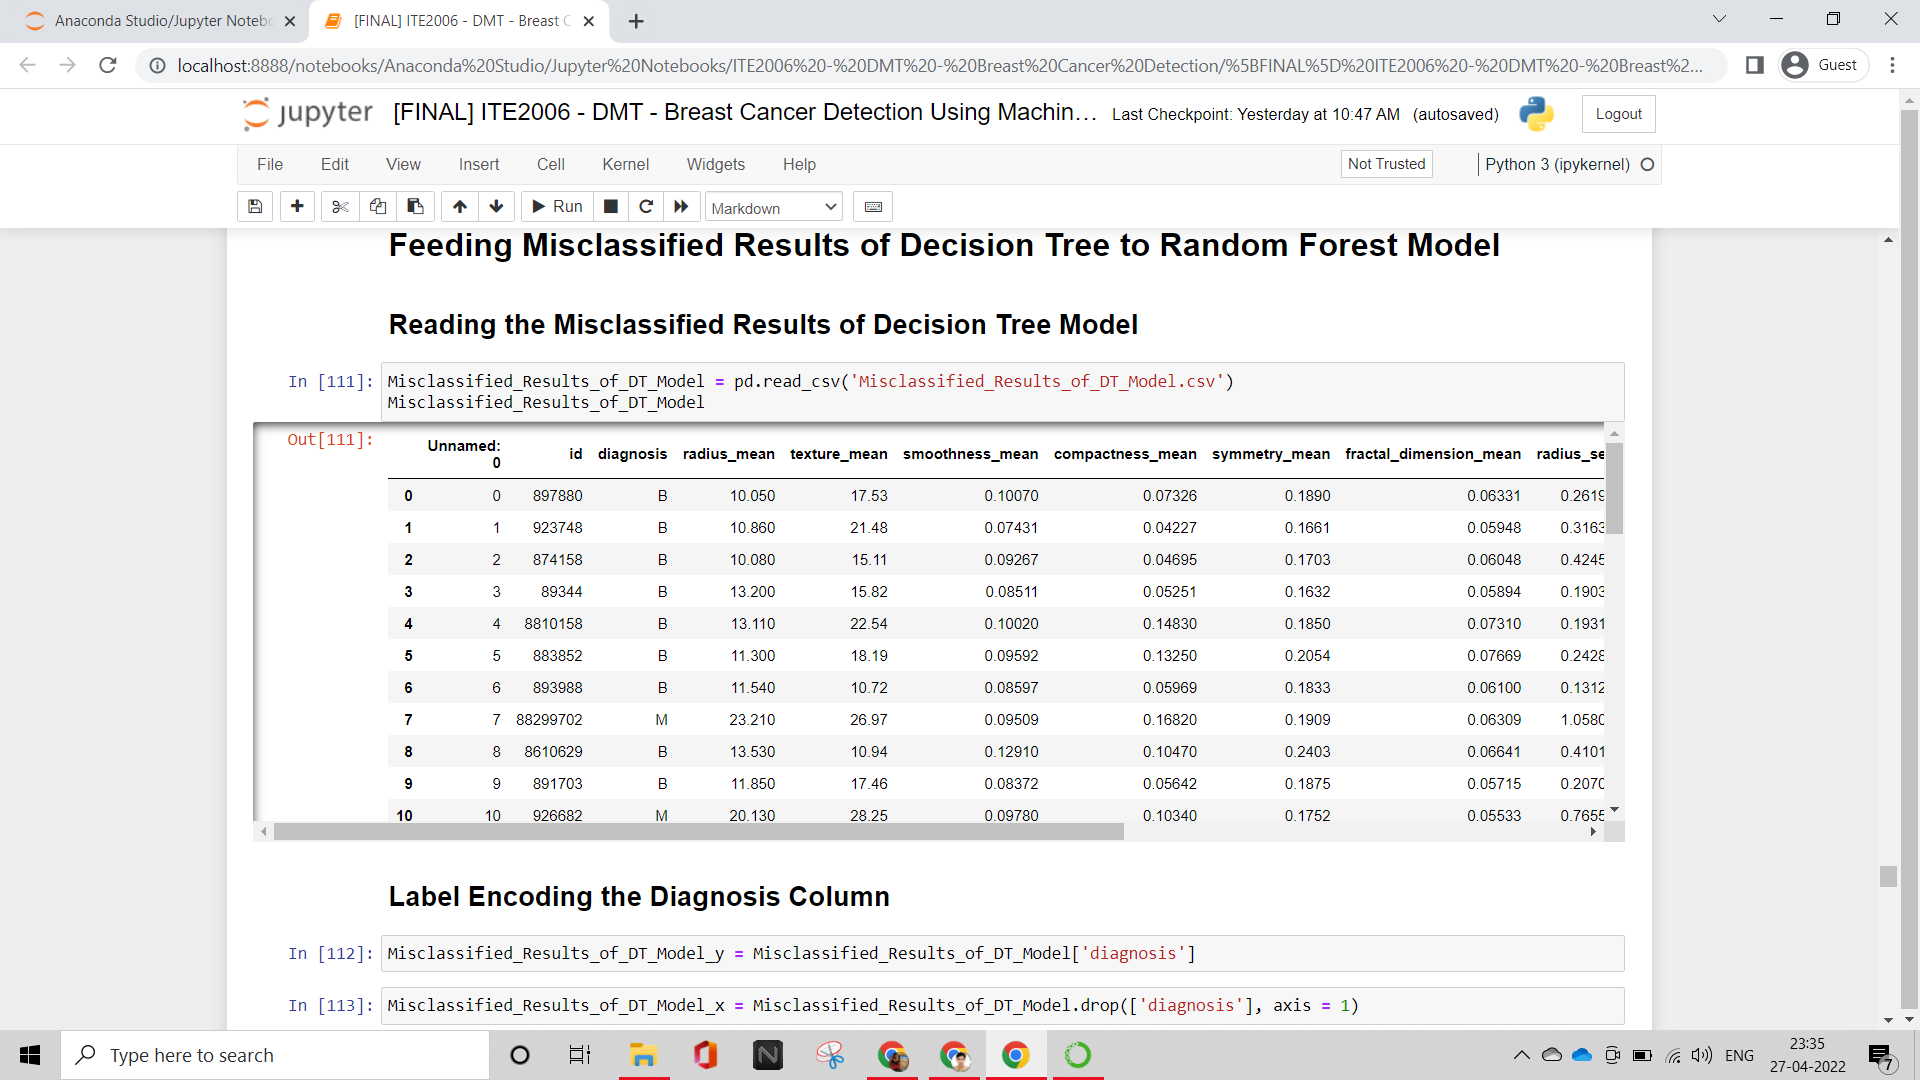 Anaconda Studio/Jupyter Noteb
[FINAL] ITE2006 - DMT - Breast C
localhost:8888/notebooks/Anaconda%20Studio/Jupyter%20Notebooks/ITE2006%20-%20DMT%20-%20Breast%20Cancer%20Detection/%5BFINAL%5D%20ITE2006%20-%20DMT%20-%20Breast%2...
Guest
jupyter [FINAL] ITE2006 - DMT - Breast Cancer Detection Using Machin... Last Checkpoint: Yesterday at 10:47 AM (autosaved)
Logout
File Edit View Insert Cell Kernel Widgets Help
Not Trusted
Python 3 (ipykernel)
Run
Markdown
Feeding Misclassified Results of Decision Tree to Random Forest Model
Reading the Misclassified Results of Decision Tree Model
In [111]: Misclassified_Results_of_DT_Model = pd.read_csv('Misclassified_Results_of_DT_Model.csv')
Misclassified_Results_of_DT_Model
Out[111]:
Unnamed: 0 id diagnosis radius_mean texture_mean smoothness_mean compactness_mean symmetry_mean fractal_dimension_mean radius_se
0 0 897880 B 10.050 17.53 0.10070 0.07326 0.1890 0.06331 0.2619
1 1 923748 B 10.860 21.48 0.07431 0.04227 0.1661 0.05948 0.3163
2 2 874158 B 10.080 15.11 0.09267 0.04695 0.1703 0.06048 0.4245
3 3 89344 B 13.200 15.82 0.08511 0.05251 0.1632 0.05894 0.1903
4 4 8810158 B 13.110 22.54 0.10020 0.14830 0.1850 0.07310 0.1931
5 5 883852 B 11.300 18.19 0.09592 0.13250 0.2054 0.07669 0.2428
6 6 893988 B 11.540 10.72 0.08597 0.05969 0.1833 0.06100 0.1312
7 7 88299702 M 23.210 26.97 0.09509 0.16820 0.1909 0.06309 1.0580
8 8 8610629 B 13.530 10.94 0.12910 0.10470 0.2403 0.06641 0.4101
9 9 891703 B 11.850 17.46 0.08372 0.05642 0.1875 0.05715 0.2070
10 10 926682 M 20.130 28.25 0.09780 0.10340 0.1752 0.05533 0.7655
Label Encoding the Diagnosis Column
In [112]: Misclassified_Results_of_DT_Model_y = Misclassified_Results_of_DT_Model['diagnosis']
In [113]: Misclassified_Results_of_DT_Model_x = Misclassified_Results_of_DT_Model.drop(['diagnosis'], axis = 1)
Type here to search
ENG
23:35
27-04-2022
7